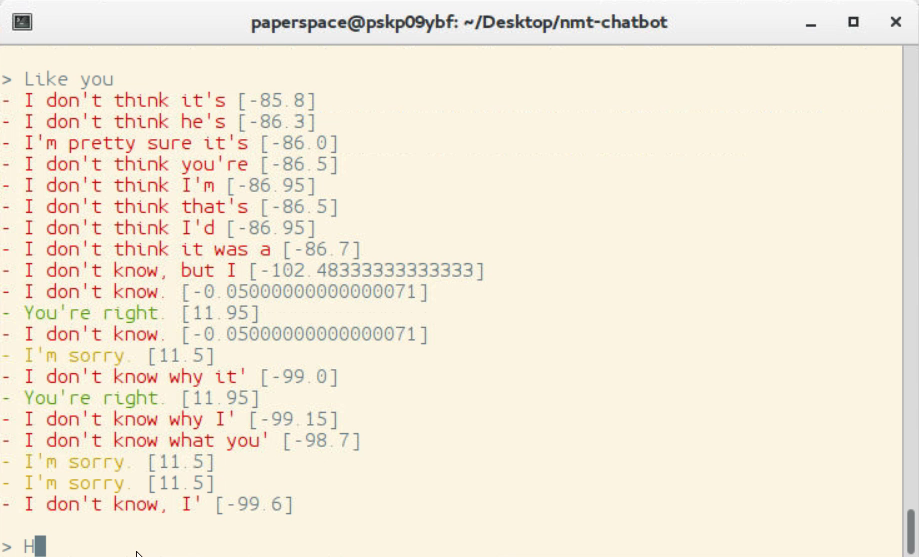 paperspace@pskp09ybf: ~/Desktop/nmt-chatbot
> Like you
- I don't think it's [-85.8]
- I don't think he's [-86.3]
- I'm pretty sure it's [-86.0]
- I don't think you're [-86.5]
- I don't think I'm [-86.95]
- I don't think that's [-86.5]
- I don't think I'd [-86.95]
- I don't think it was a [-86.7]
- I don't know, but I [-102.48333333333333]
- I don't know. [-0.05000000000000071]
- You're right. [11.95]
- I don't know. [-0.05000000000000071]
- I'm sorry. [11.5]
- I don't know why it' [-99.0]
- You're right. [11.95]
- I don't know why I' [-99.15]
- I don't know what you' [-98.7]
- I'm sorry. [11.5]
- I'm sorry. [11.5]
- I don't know, I' [-99.6]
> H